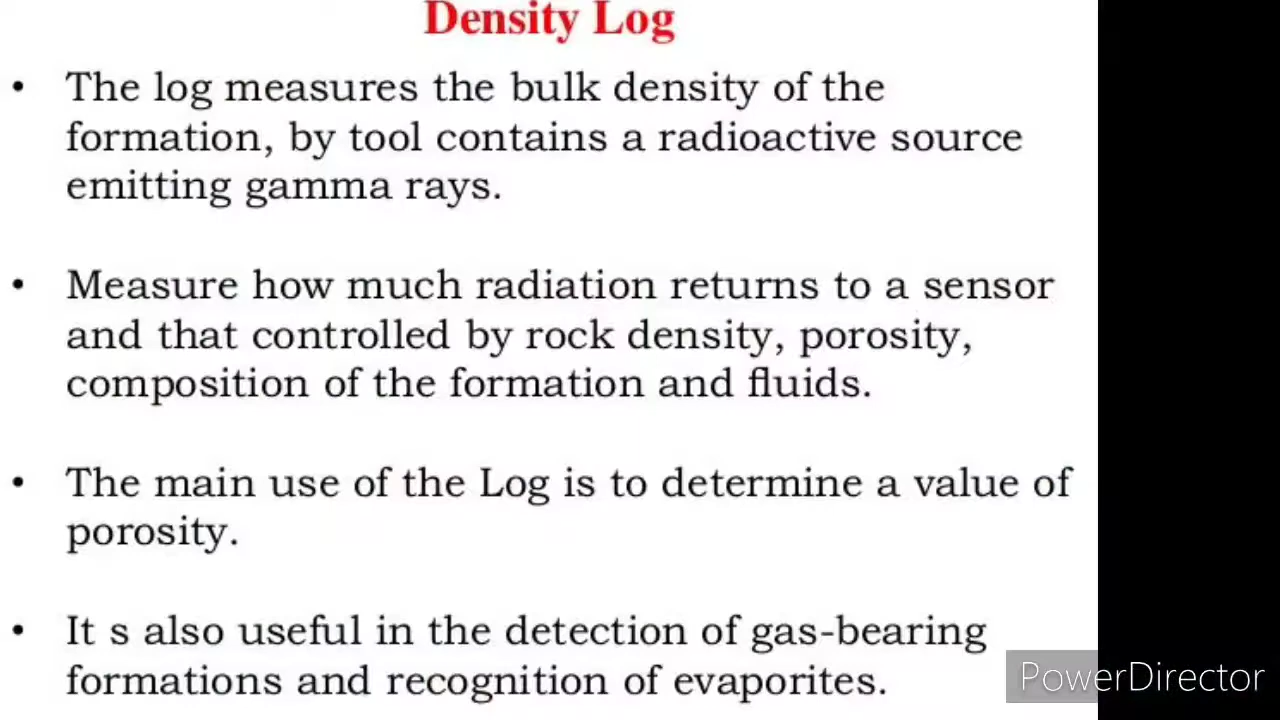 Density Log
• The log measures the bulk density of the
formation, by tool contains a radioactive source
emitting gamma rays.
• Measure how much radiation returns to a sensor
and that controlled by rock density, porosity,
composition of the formation and fluids.
• The main use of the Log is to determine a value of
porosity.
• It s also useful in the detection of gas-bearing
formations and recognition of evaporites.
PowerDirector